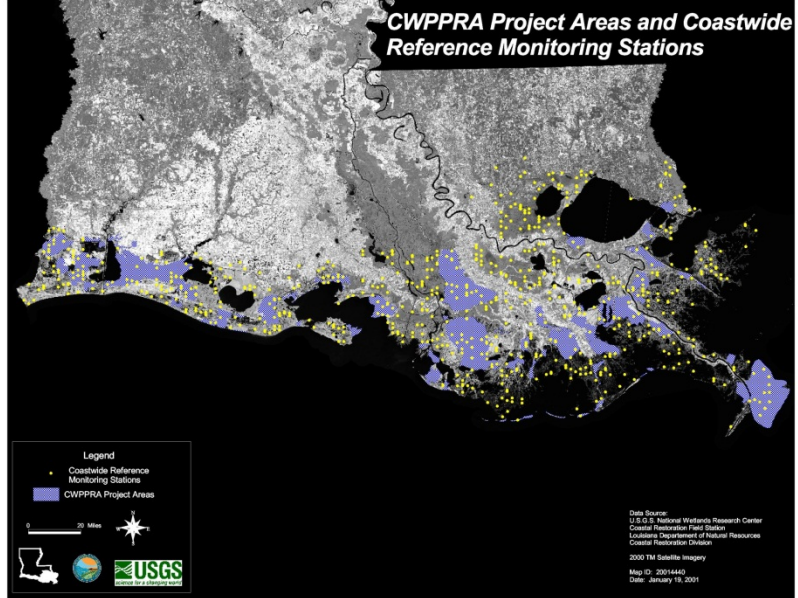 CWPPRA Project Areas and Coastwide
Reference Monitoring Stations
Legend
Coastwide Reference
Monitoring Stations
CWPPRA Project Areas
0 20 Miles
N
W E
S
USGS
science for a changing world
Data Source:
U.S.G.S. National Wetlands Research Center
Coastal Restoration Field Station
Louisiana Departement of Natural Resources
Coastal Restoration Division
2000 TM Satellite Imagery
Map ID: 20014440
Date: January 19, 2001